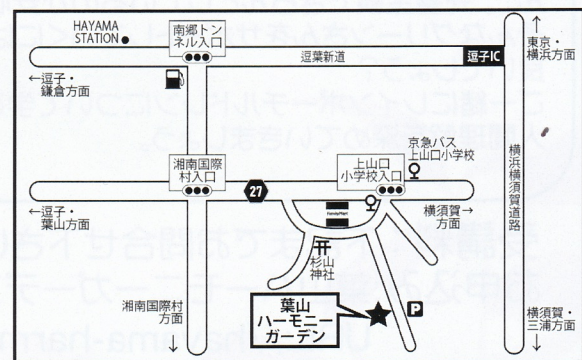 HAYAMA
STATION
南郷トン
ネル入口
逗葉新道
逗子IC
東京・
横浜方面
←逗子・
鎌倉方面
湘南国際
村入口
27
上山口
小学校入口
京急バス
上山口小学校
横浜横須賀道路
←逗子・
葉山方面
FamilyMart
横須賀→
方面
杉山
神社
湘南国際村
方面
葉山
ハーモニー
ガーデン
P
横須賀・
三浦方面